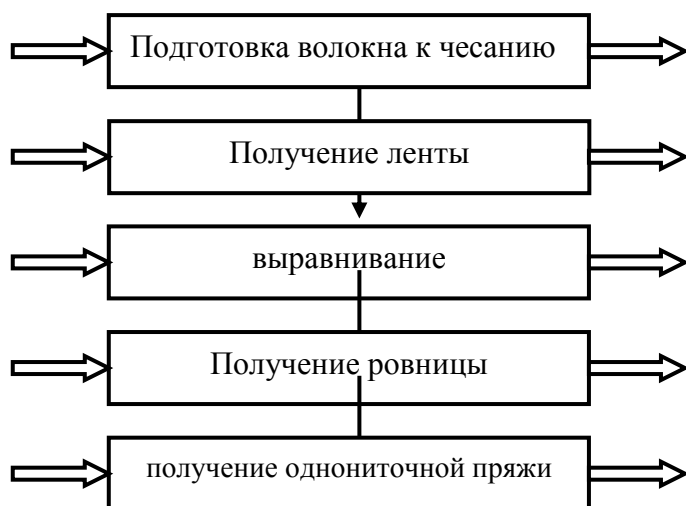 Подготовка волокна к чесанию
Получение ленты
выравнивание
Получение ровницы
получение однониточной пряжи